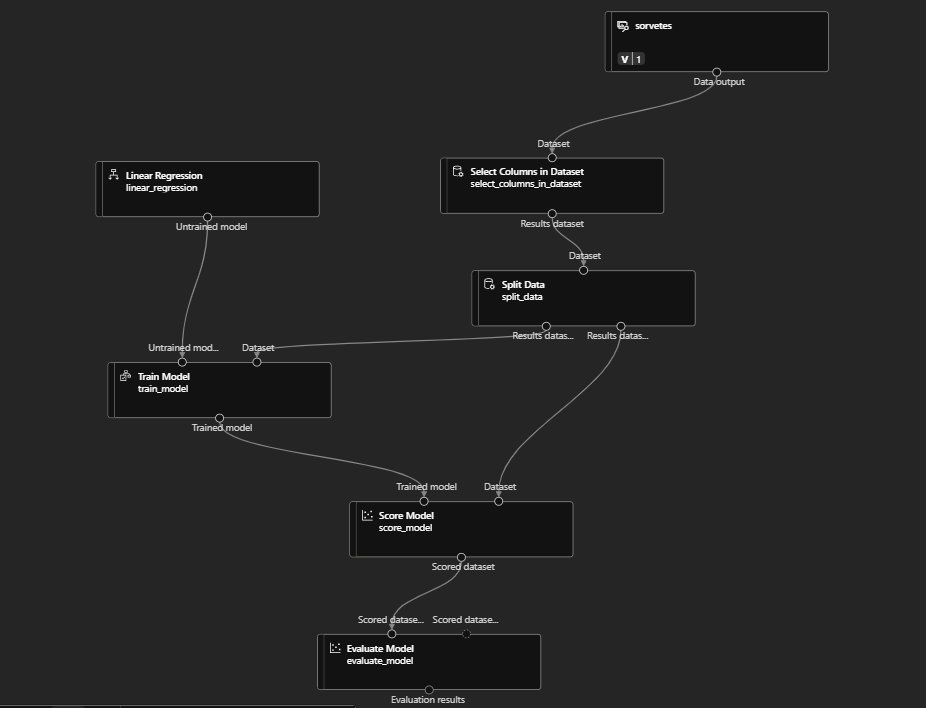 sorvetes
V 1
Data output
Dataset
Linear Regression
linear_regression
Untrained model
Select Columns in Dataset
select_columns_in_dataset
Results dataset
Dataset
Split Data
split_data
Results datas...
Results datas...
Untrained mod...
Dataset
Train Model
train_model
Trained model
Trained model
Dataset
Score Model
score_model
Scored dataset
Scored datase...
Scored datase...
Evaluate Model
evaluate_model
Evaluation results